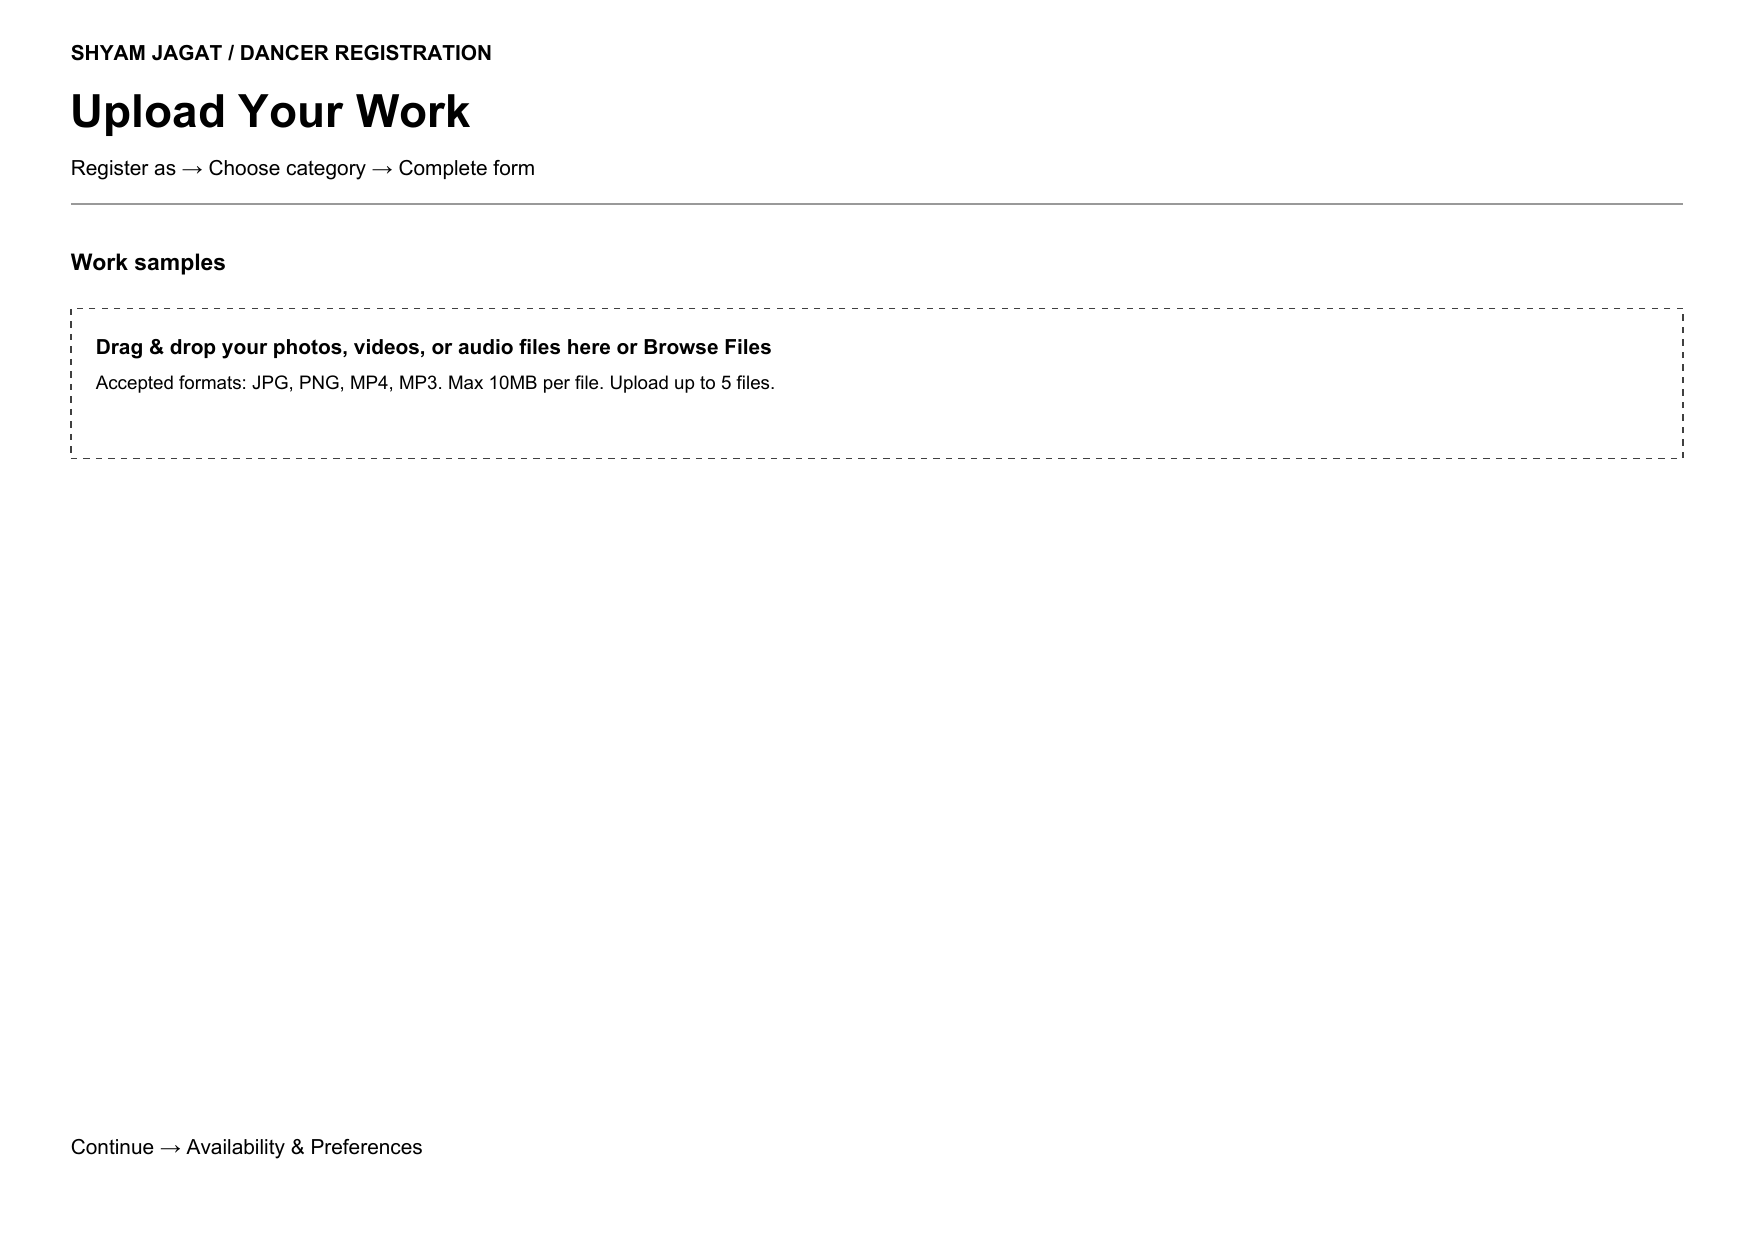 SHYAM JAGAT / DANCER REGISTRATION
Upload Your Work
Register as → Choose category → Complete form
Work samples
Drag & drop your photos, videos, or audio files here or Browse Files
Accepted formats: JPG, PNG, MP4, MP3. Max 10MB per file. Upload up to 5 files.
Continue → Availability & Preferences